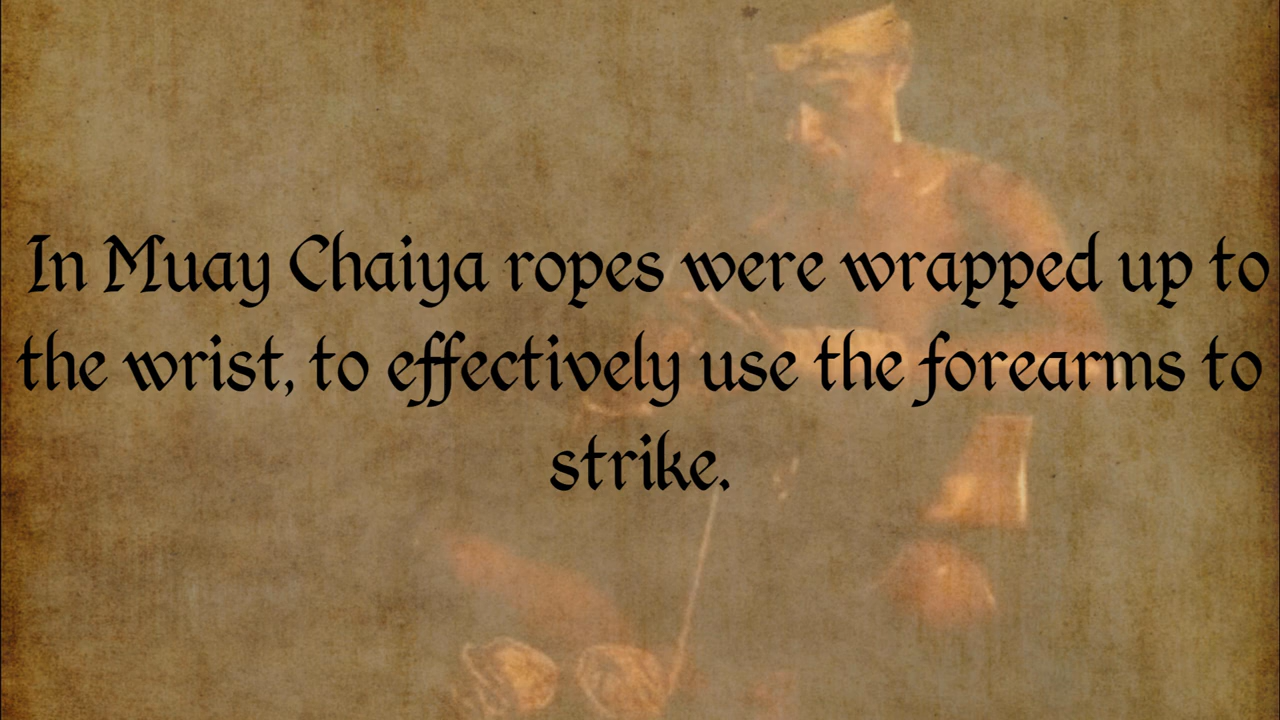 In Muay Chaiya ropes were wrapped up to
the wrist, to effectively use the forearms to
strike.